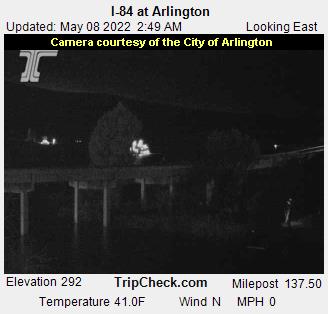 I-84 at Arlington
Updated: May 08 2022 2:49 AM Looking East
Camera courtesy of the City of Arlington
Elevation 292 TripCheck.com Milepost 137.50
Temperature 41.0F Wind N MPH 0